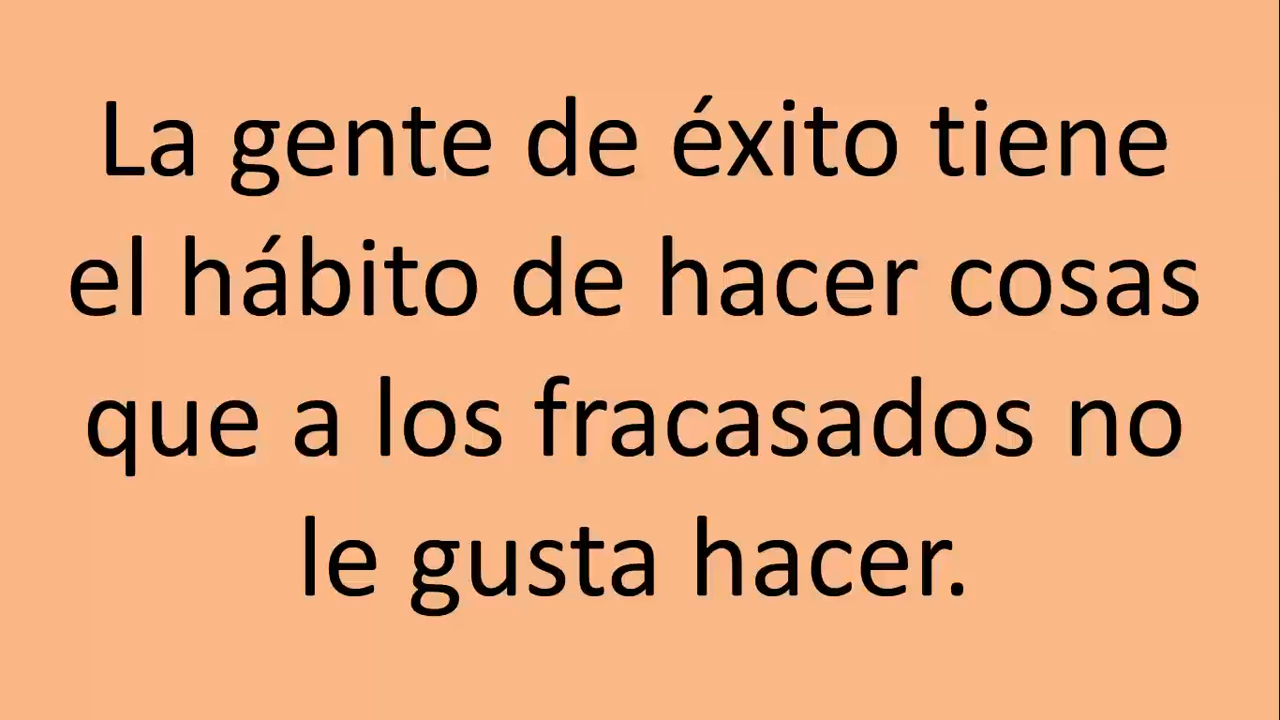 La gente de éxito tiene
el hábito de hacer cosas
que a los fracasados no
le gusta hacer.